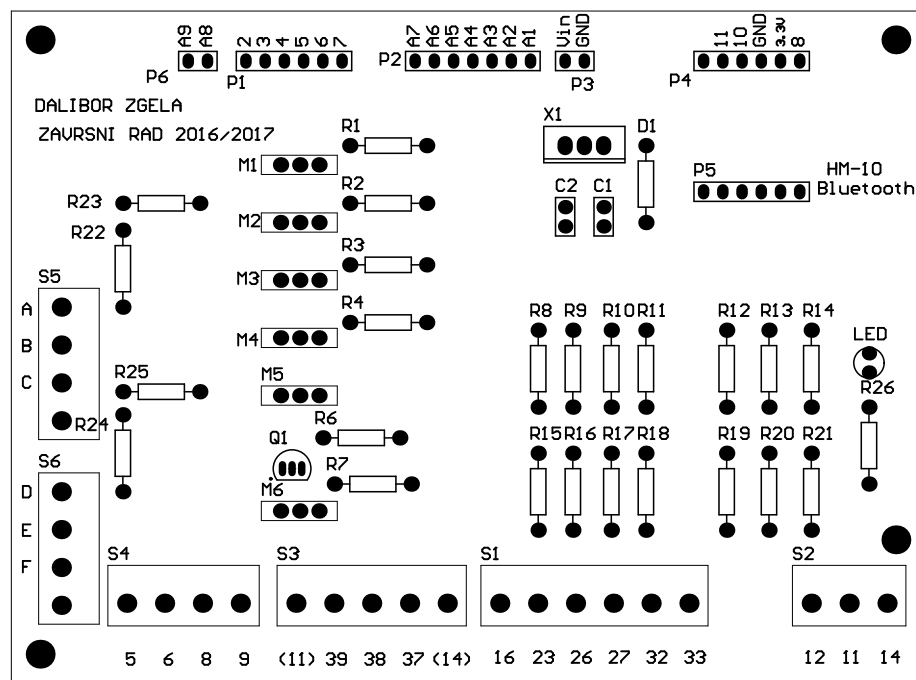 A9 A8
2 3 4 5 6 7
A7 A6 A5 A4 A3 A2 A1
Vin GND
11 10 GND 3.3V 8
P6
P1
P2
P3
P4
DALIBOR ZGELA
ZAVRSNI RAD 2016/2017
R1
X1
D1
M1
P5
HM-10
Bluetooth
R2
C2 C1
R23
M2
R22
R3
S5
M3
A
R4
R8 R9 R10 R11 R12 R13 R14
B
M4
LED
C
R25
M5
R26
R24
R6
Q1
R15 R16 R17 R18 R19 R20 R21
S6
R7
D
M6
E
F
S4
S3
S1
S2
5 6 8 9 (11) 39 38 37 (14) 16 23 26 27 32 33 12 11 14